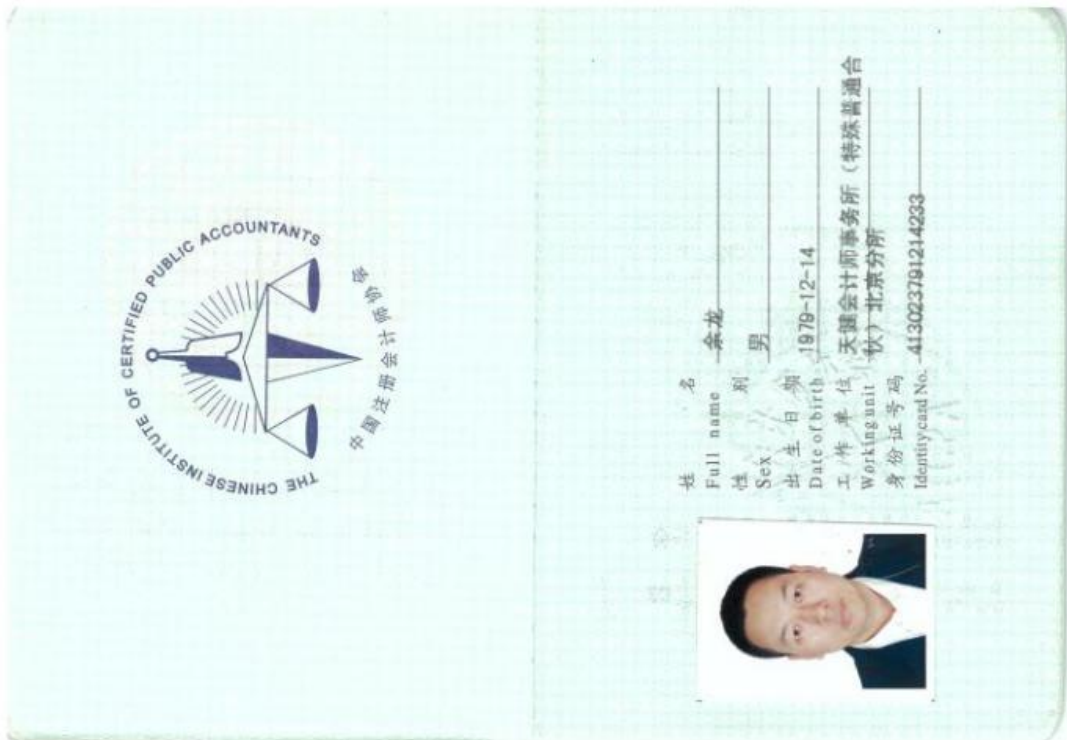 THE CHINESE INSTITUTE OF CERTIFIED PUBLIC ACCOUNTANTS
中国注册会计师协会
姓 名
Full name 余龙
性 别
Sex 男
出 生 日 期
Date of birth 1979-12-14
工 作 单 位 天健会计师事务所（特殊普通合
Working unit 伙）北京分所
身份证号码
Identity card No. 413023791214233